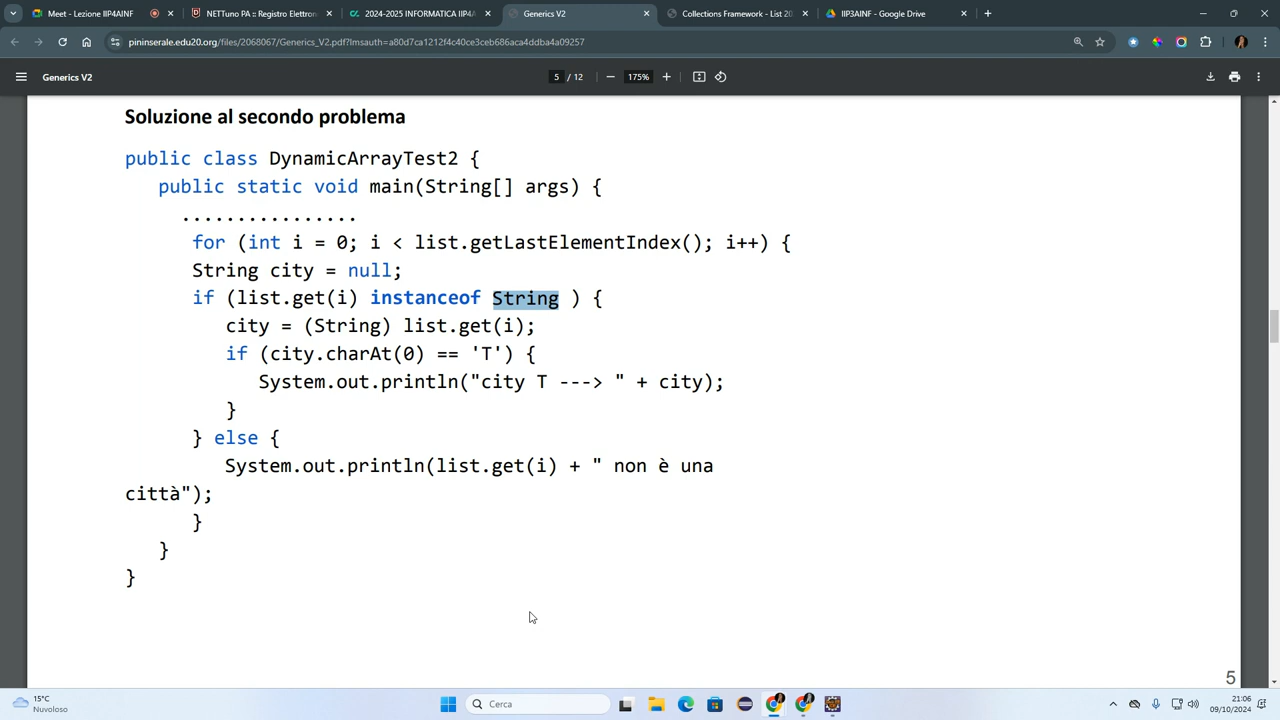 Meet - Lezione IIP4AINF
NETTuno PA :: Registro Elettron
2024-2025 INFORMATICA IIP4A
Generics V2
Collections Framework - List 20
IIP3AINF - Google Drive
pininserale.edu20.org/files/2068067/Generics_V2.pdf?lmsauth=a80d7ca1212f4c40ce3ceb686aca4ddba4a09257
Generics V2
5 / 12
175%
Soluzione al secondo problema
public class DynamicArrayTest2 {
public static void main(String[] args) {
................
for (int i = 0; i < list.getLastElementIndex(); i++) {
String city = null;
if (list.get(i) instanceof String ) {
city = (String) list.get(i);
if (city.charAt(0) == 'T') {
System.out.println("city T ---> " + city);
}
} else {
System.out.println(list.get(i) + " non è una
città");
}
}
}
5
15°C
Nuvoloso
Cerca
21:06
09/10/2024